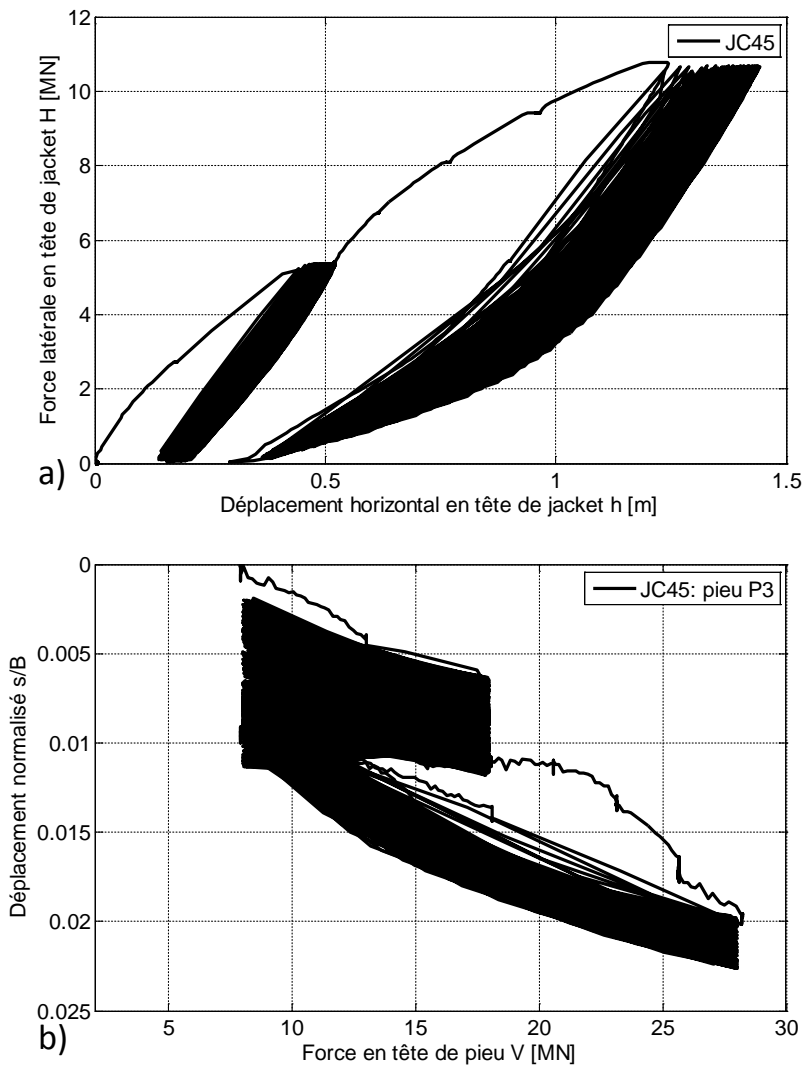 12
10
8
6
4
2
0
Force latérale en tête de jacket H [MN]
JC45
a)
0
0.5
1
1.5
Déplacement horizontal en tête de jacket h [m]
0
0.005
0.01
0.015
0.02
0.025
Déplacement normalisé s/B
JC45: pieu P3
b)
5
10
15
20
25
30
Force en tête de pieu V [MN]